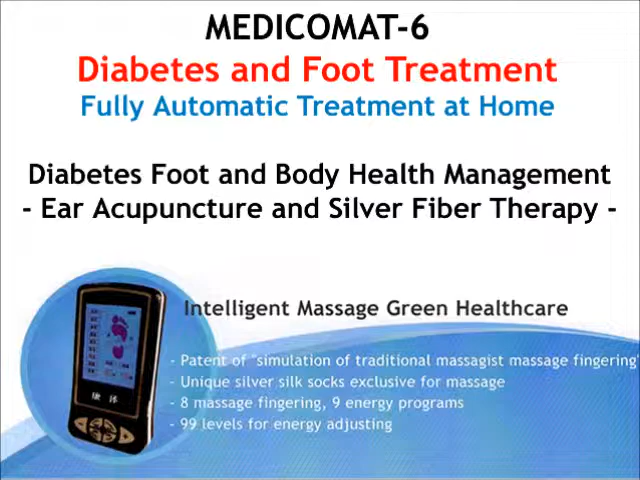 MEDICOMAT-6
Diabetes and Foot Treatment
Fully Automatic Treatment at Home
Diabetes Foot and Body Health Management
- Ear Acupuncture and Silver Fiber Therapy -
Intelligent Massage Green Healthcare
- Patent of "simulation of traditional massagist massage fingering"
- Unique silver silk socks exclusive for massage
- 8 massage fingering, 9 energy programs
- 99 levels for energy adjusting